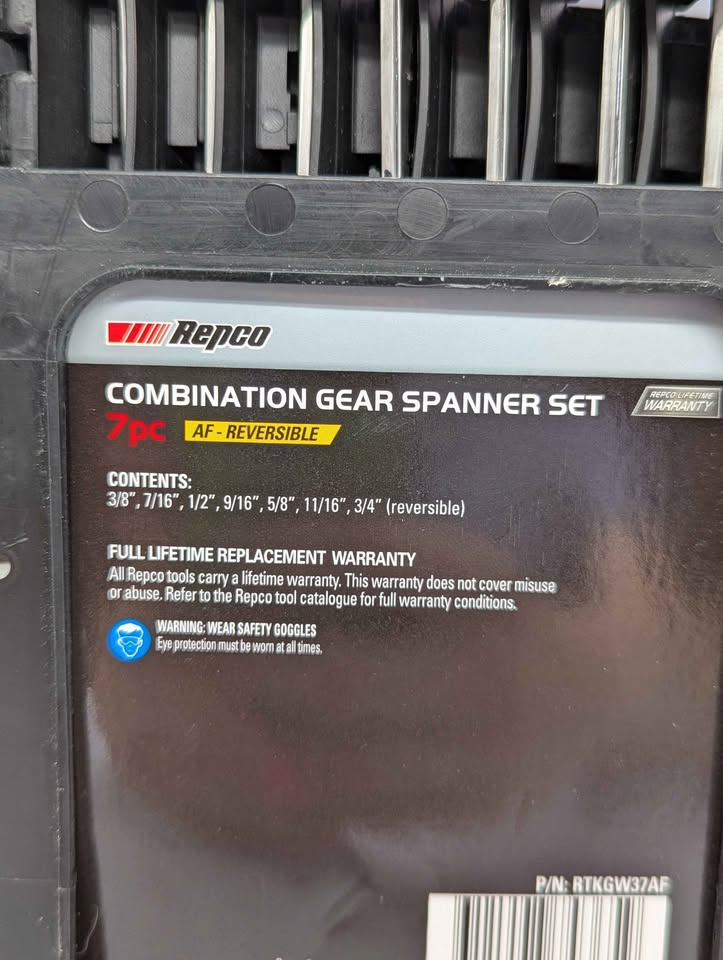 Repco
COMBINATION GEAR SPANNER SET
REPCO LIFETIME
WARRANTY
7pc AF - REVERSIBLE
CONTENTS:
3/8", 7/16", 1/2", 9/16", 5/8", 11/16", 3/4" (reversible)
FULL LIFETIME REPLACEMENT WARRANTY
All Repco tools carry a lifetime warranty. This warranty does not cover misuse
or abuse. Refer to the Repco tool catalogue for full warranty conditions.
WARNING: WEAR SAFETY GOGGLES
Eye protection must be worn at all times.
P/N: RTKGW37AF